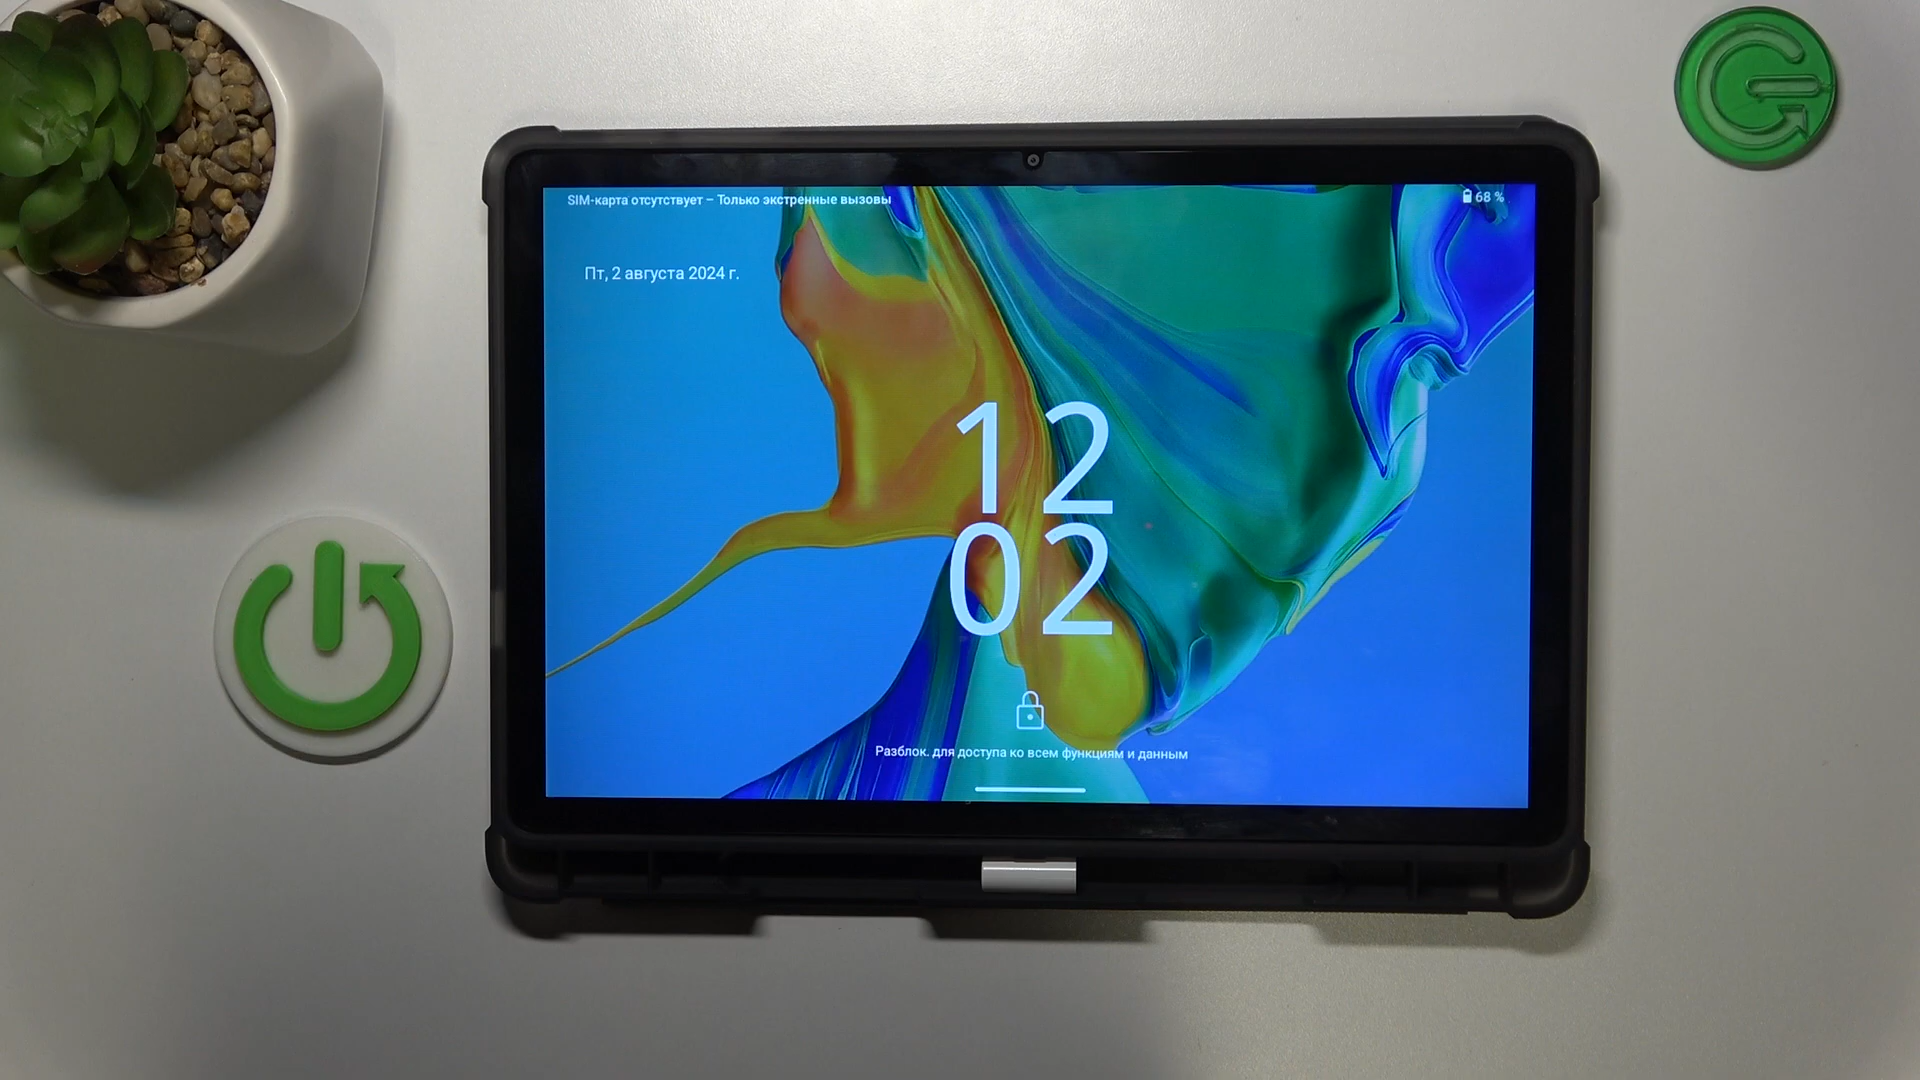 SIM-карта отсутствует – Только экстренные вызовы
68 %
Пт, 2 августа 2024 г.
12
02
Разблок. для доступа ко всем функциям и данным